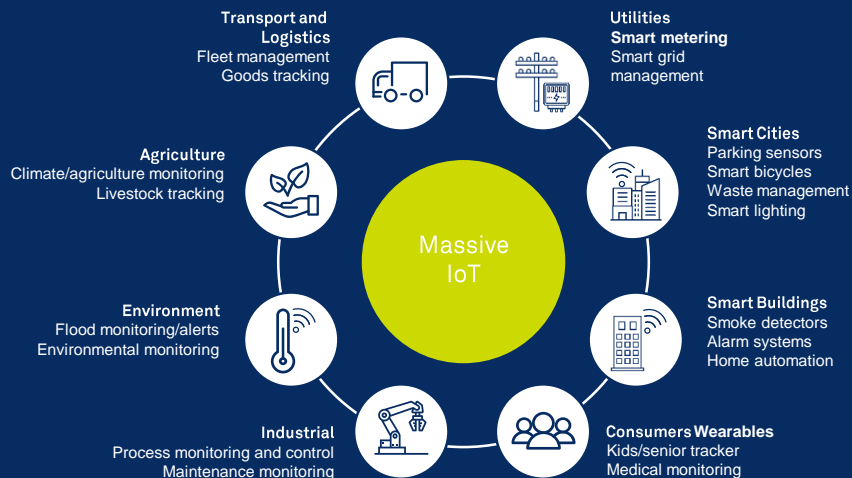 Transport and
Logistics
Fleet management
Goods tracking
Utilities
Smart metering
Smart grid
management
Agriculture
Climate/agriculture monitoring
Livestock tracking
Smart Cities
Parking sensors
Smart bicycles
Waste management
Smart lighting
Massive
IoT
Environment
Flood monitoring/alerts
Environmental monitoring
Smart Buildings
Smoke detectors
Alarm systems
Home automation
Industrial
Process monitoring and control
Maintenance monitoring
Consumers Wearables
Kids/senior tracker
Medical monitoring